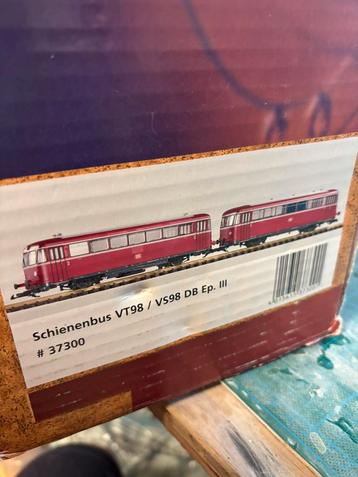 Schienenbus VT98 / VS98 DB Ep. III
# 37300